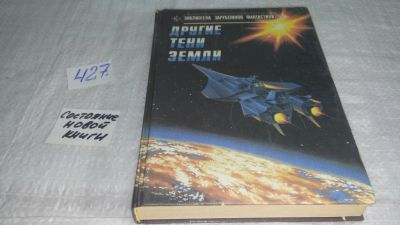 БИБЛИОТЕКА ЗАРУБЕЖНОЙ ФАНТАСТИКИ
ДРУГИЕ
ТЕНИ
ЗЕМЛИ
427.
Состояние
новой
книги